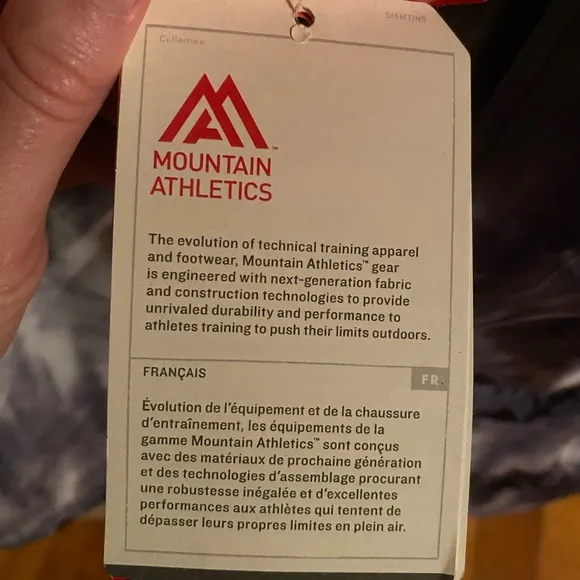 Collection
MOUNTAIN
ATHLETICS
The evolution of technical training apparel
and footwear, Mountain Athletics™ gear
is engineered with next-generation fabric
and construction technologies to provide
unrivaled durability and performance to
athletes training to push their limits outdoors.
FRANÇAIS
FR.
Évolution de l'équipement et de la chaussure
d'entraînement, les équipements de la
gamme Mountain Athletics™ sont conçus
avec des matériaux de prochaine génération
et des technologies d'assemblage procurant
une robustesse inégalée et d'excellentes
performances aux athlètes qui tentent de
dépasser leurs propres limites en plein air.